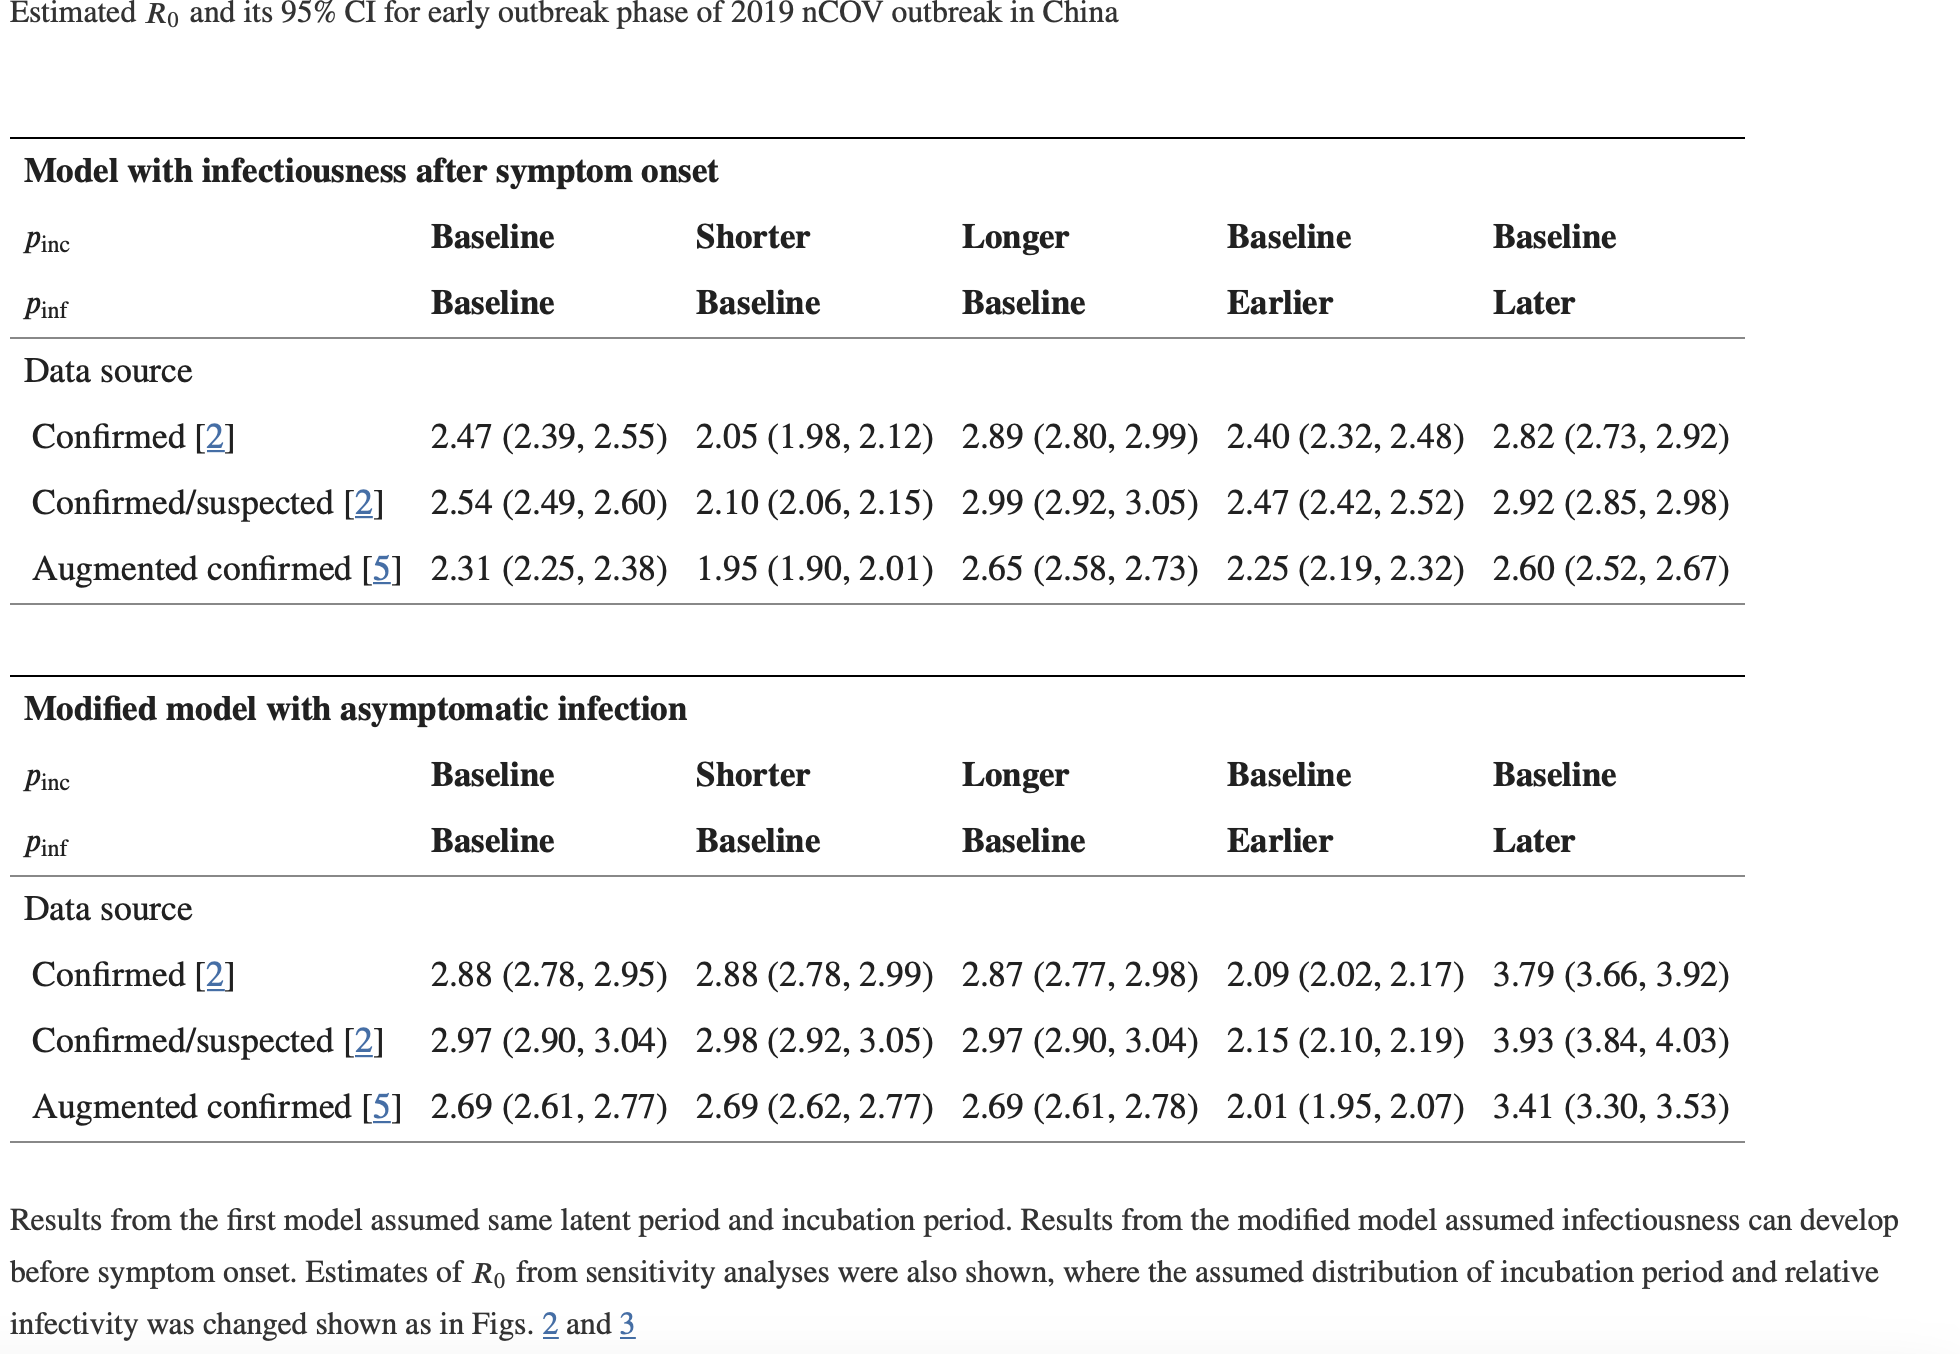 Estimated R0 and its 95% CI for early outbreak phase of 2019 nCOV outbreak in China
Model with infectiousness after symptom onset
pinc Baseline Shorter Longer Baseline Baseline
pinf Baseline Baseline Baseline Earlier Later
Data source
Confirmed [2] 2.47 (2.39, 2.55) 2.05 (1.98, 2.12) 2.89 (2.80, 2.99) 2.40 (2.32, 2.48) 2.82 (2.73, 2.92)
Confirmed/suspected [2] 2.54 (2.49, 2.60) 2.10 (2.06, 2.15) 2.99 (2.92, 3.05) 2.47 (2.42, 2.52) 2.92 (2.85, 2.98)
Augmented confirmed [5] 2.31 (2.25, 2.38) 1.95 (1.90, 2.01) 2.65 (2.58, 2.73) 2.25 (2.19, 2.32) 2.60 (2.52, 2.67)
Modified model with asymptomatic infection
pinc Baseline Shorter Longer Baseline Baseline
pinf Baseline Baseline Baseline Earlier Later
Data source
Confirmed [2] 2.88 (2.78, 2.95) 2.88 (2.78, 2.99) 2.87 (2.77, 2.98) 2.09 (2.02, 2.17) 3.79 (3.66, 3.92)
Confirmed/suspected [2] 2.97 (2.90, 3.04) 2.98 (2.92, 3.05) 2.97 (2.90, 3.04) 2.15 (2.10, 2.19) 3.93 (3.84, 4.03)
Augmented confirmed [5] 2.69 (2.61, 2.77) 2.69 (2.62, 2.77) 2.69 (2.61, 2.78) 2.01 (1.95, 2.07) 3.41 (3.30, 3.53)
Results from the first model assumed same latent period and incubation period. Results from the modified model assumed infectiousness can develop
before symptom onset. Estimates of R0 from sensitivity analyses were also shown, where the assumed distribution of incubation period and relative
infectivity was changed shown as in Figs. 2 and 3